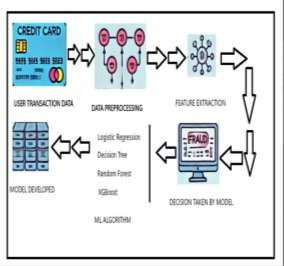 CREDIT CARD
USER TRANSACTION DATA
DATA PREPROCESSING
FEATURE EXTRACTION
FRAUD
DECISION TAKEN BY MODEL
Logistic Regression
Decision Tree
Random Forest
XGBoost
ML ALGORITHM
MODEL DEVELOPED